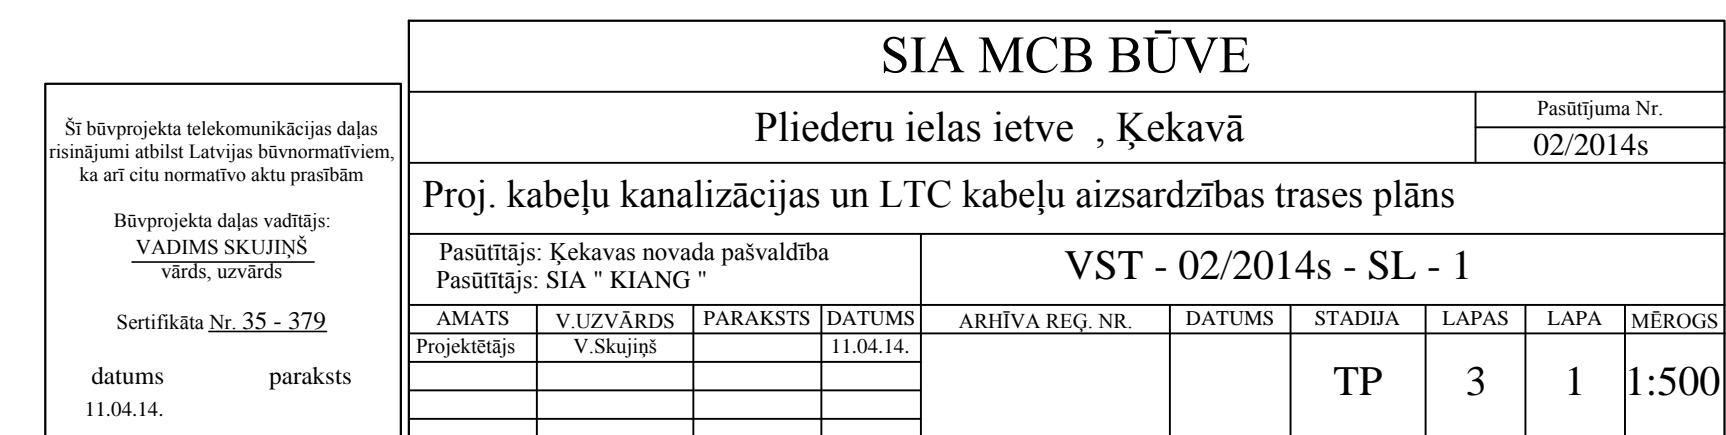 Šī būvprojekta telekomunikācijas daļas
risinājumi atbilst Latvijas būvnormatīviem,
ka arī citu normatīvo aktu prasībām
Būvprojekta daļas vadītājs:
VADIMS SKUJIŅŠ
vārds, uzvārds
Sertifikāta Nr. 35 - 379
datums paraksts
11.04.14.
SIA MCB BŪVE
Pliederu ielas ietve , Ķekavā
Pasūtījuma Nr.
02/2014s
Proj. kabeļu kanalizācijas un LTC kabeļu aizsardzības trases plāns
Pasūtītājs: Ķekavas novada pašvaldība
Pasūtītājs: SIA " KIANG "
VST - 02/2014s - SL - 1
AMATS V.UZVĀRDS PARAKSTS DATUMS ARHĪVA REĢ. NR. DATUMS STADIJA LAPAS LAPA MĒROGS
Projektētājs V.Skujiņš 11.04.14.
TP 3 1 1:500